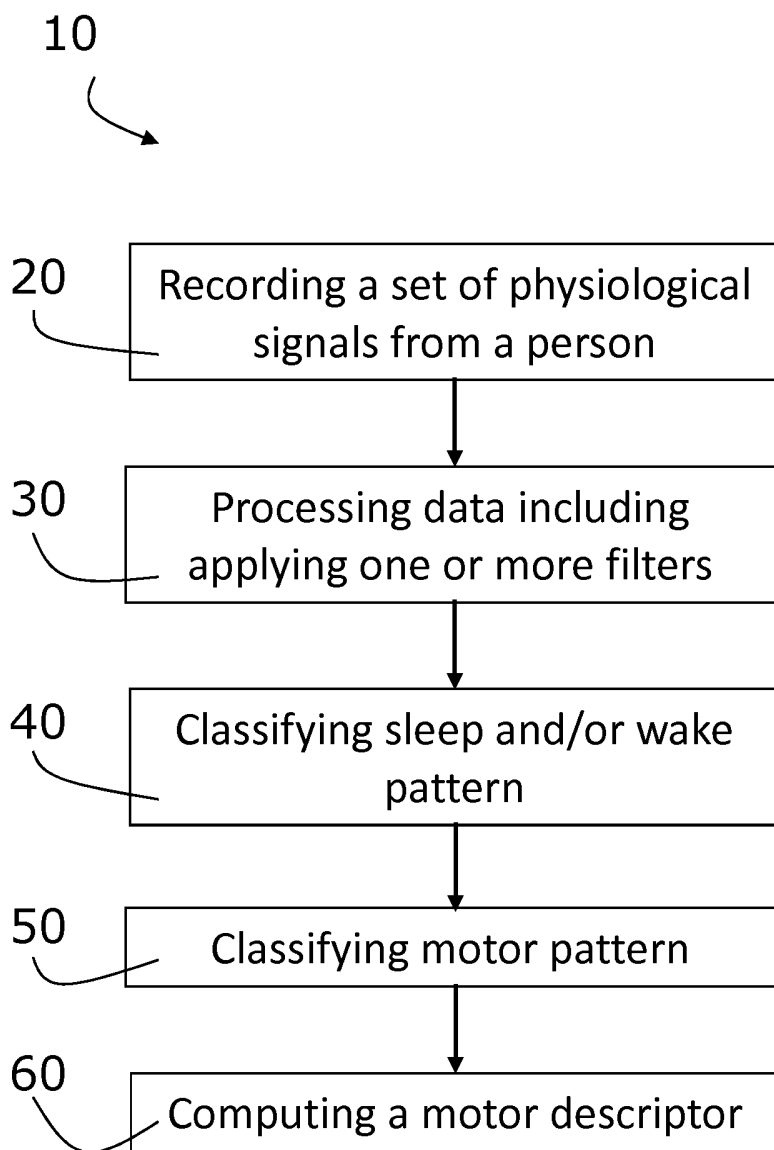 10
20
Recording a set of physiological
signals from a person
30
Processing data including
applying one or more filters
40
Classifying sleep and/or wake
pattern
50
Classifying motor pattern
60
Computing a motor descriptor